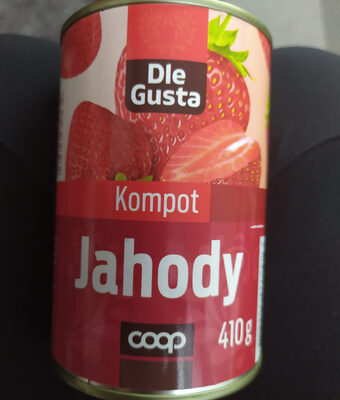 Dle
Gusta
Kompot
Jahody
coop
410g